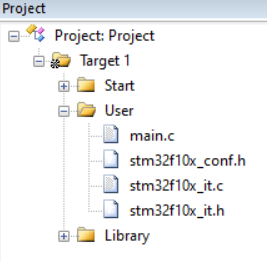 Project
Project: Project
Target 1
Start
User
main.c
stm32f10x_conf.h
stm32f10x_it.c
stm32f10x_it.h
Library